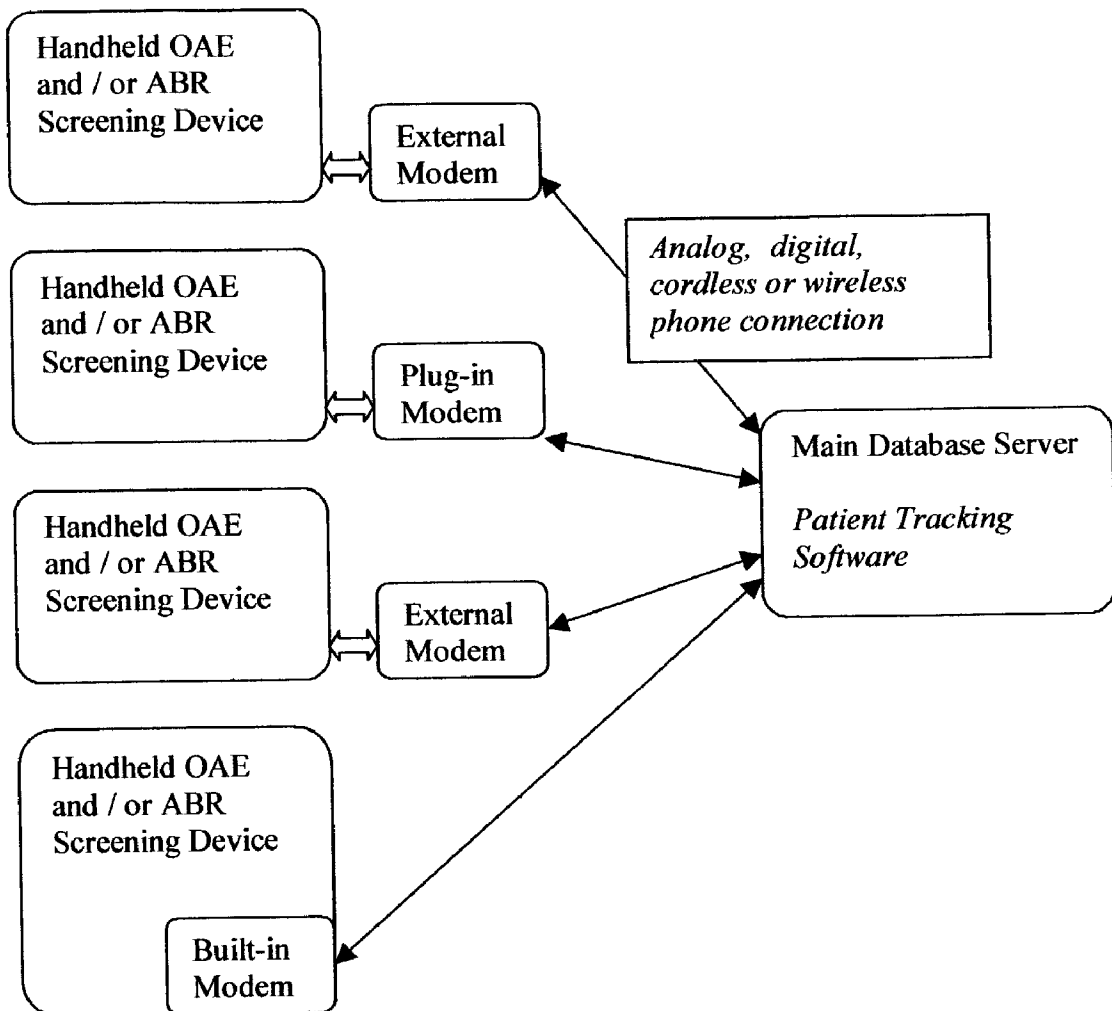 Handheld OAE
and / or ABR
Screening Device
External
Modem
Analog, digital,
cordless or wireless
phone connection
Handheld OAE
and / or ABR
Screening Device
Plug-in
Modem
Main Database Server
Patient Tracking
Software
Handheld OAE
and / or ABR
Screening Device
External
Modem
Handheld OAE
and / or ABR
Screening Device
Built-in
Modem